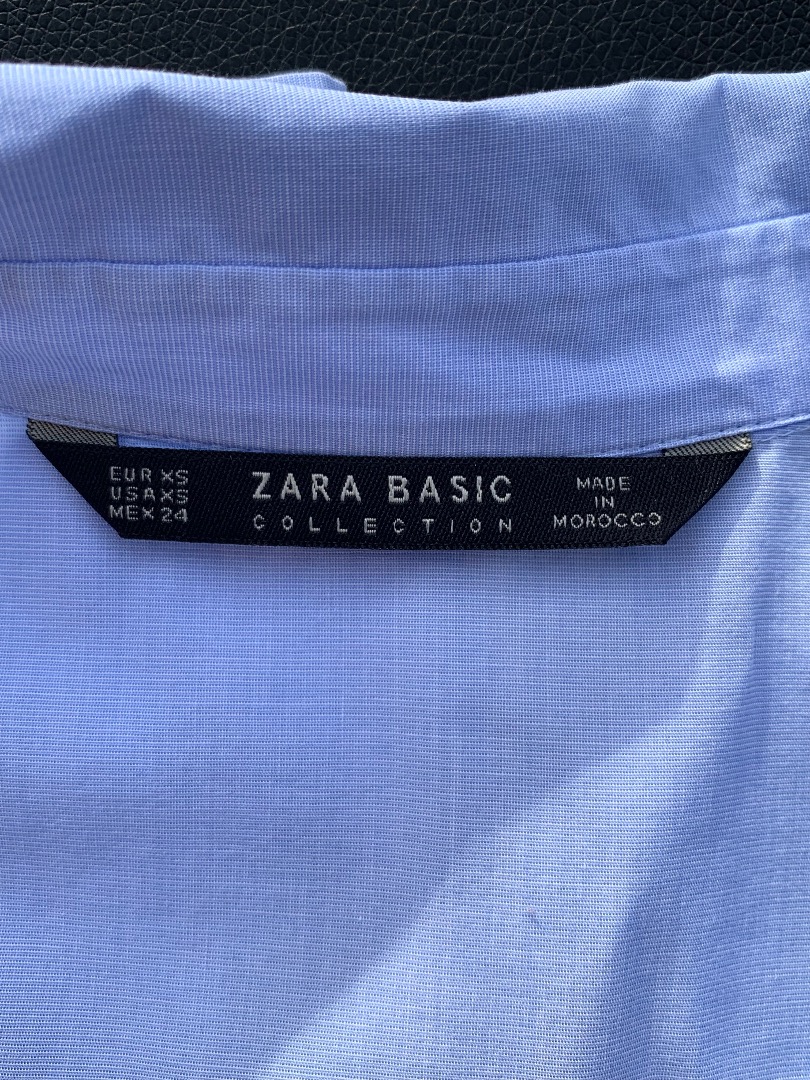 EUR XS
USA XS
MEX 24
ZARA BASIC
COLLECTION
MADE
IN
MOROCCO